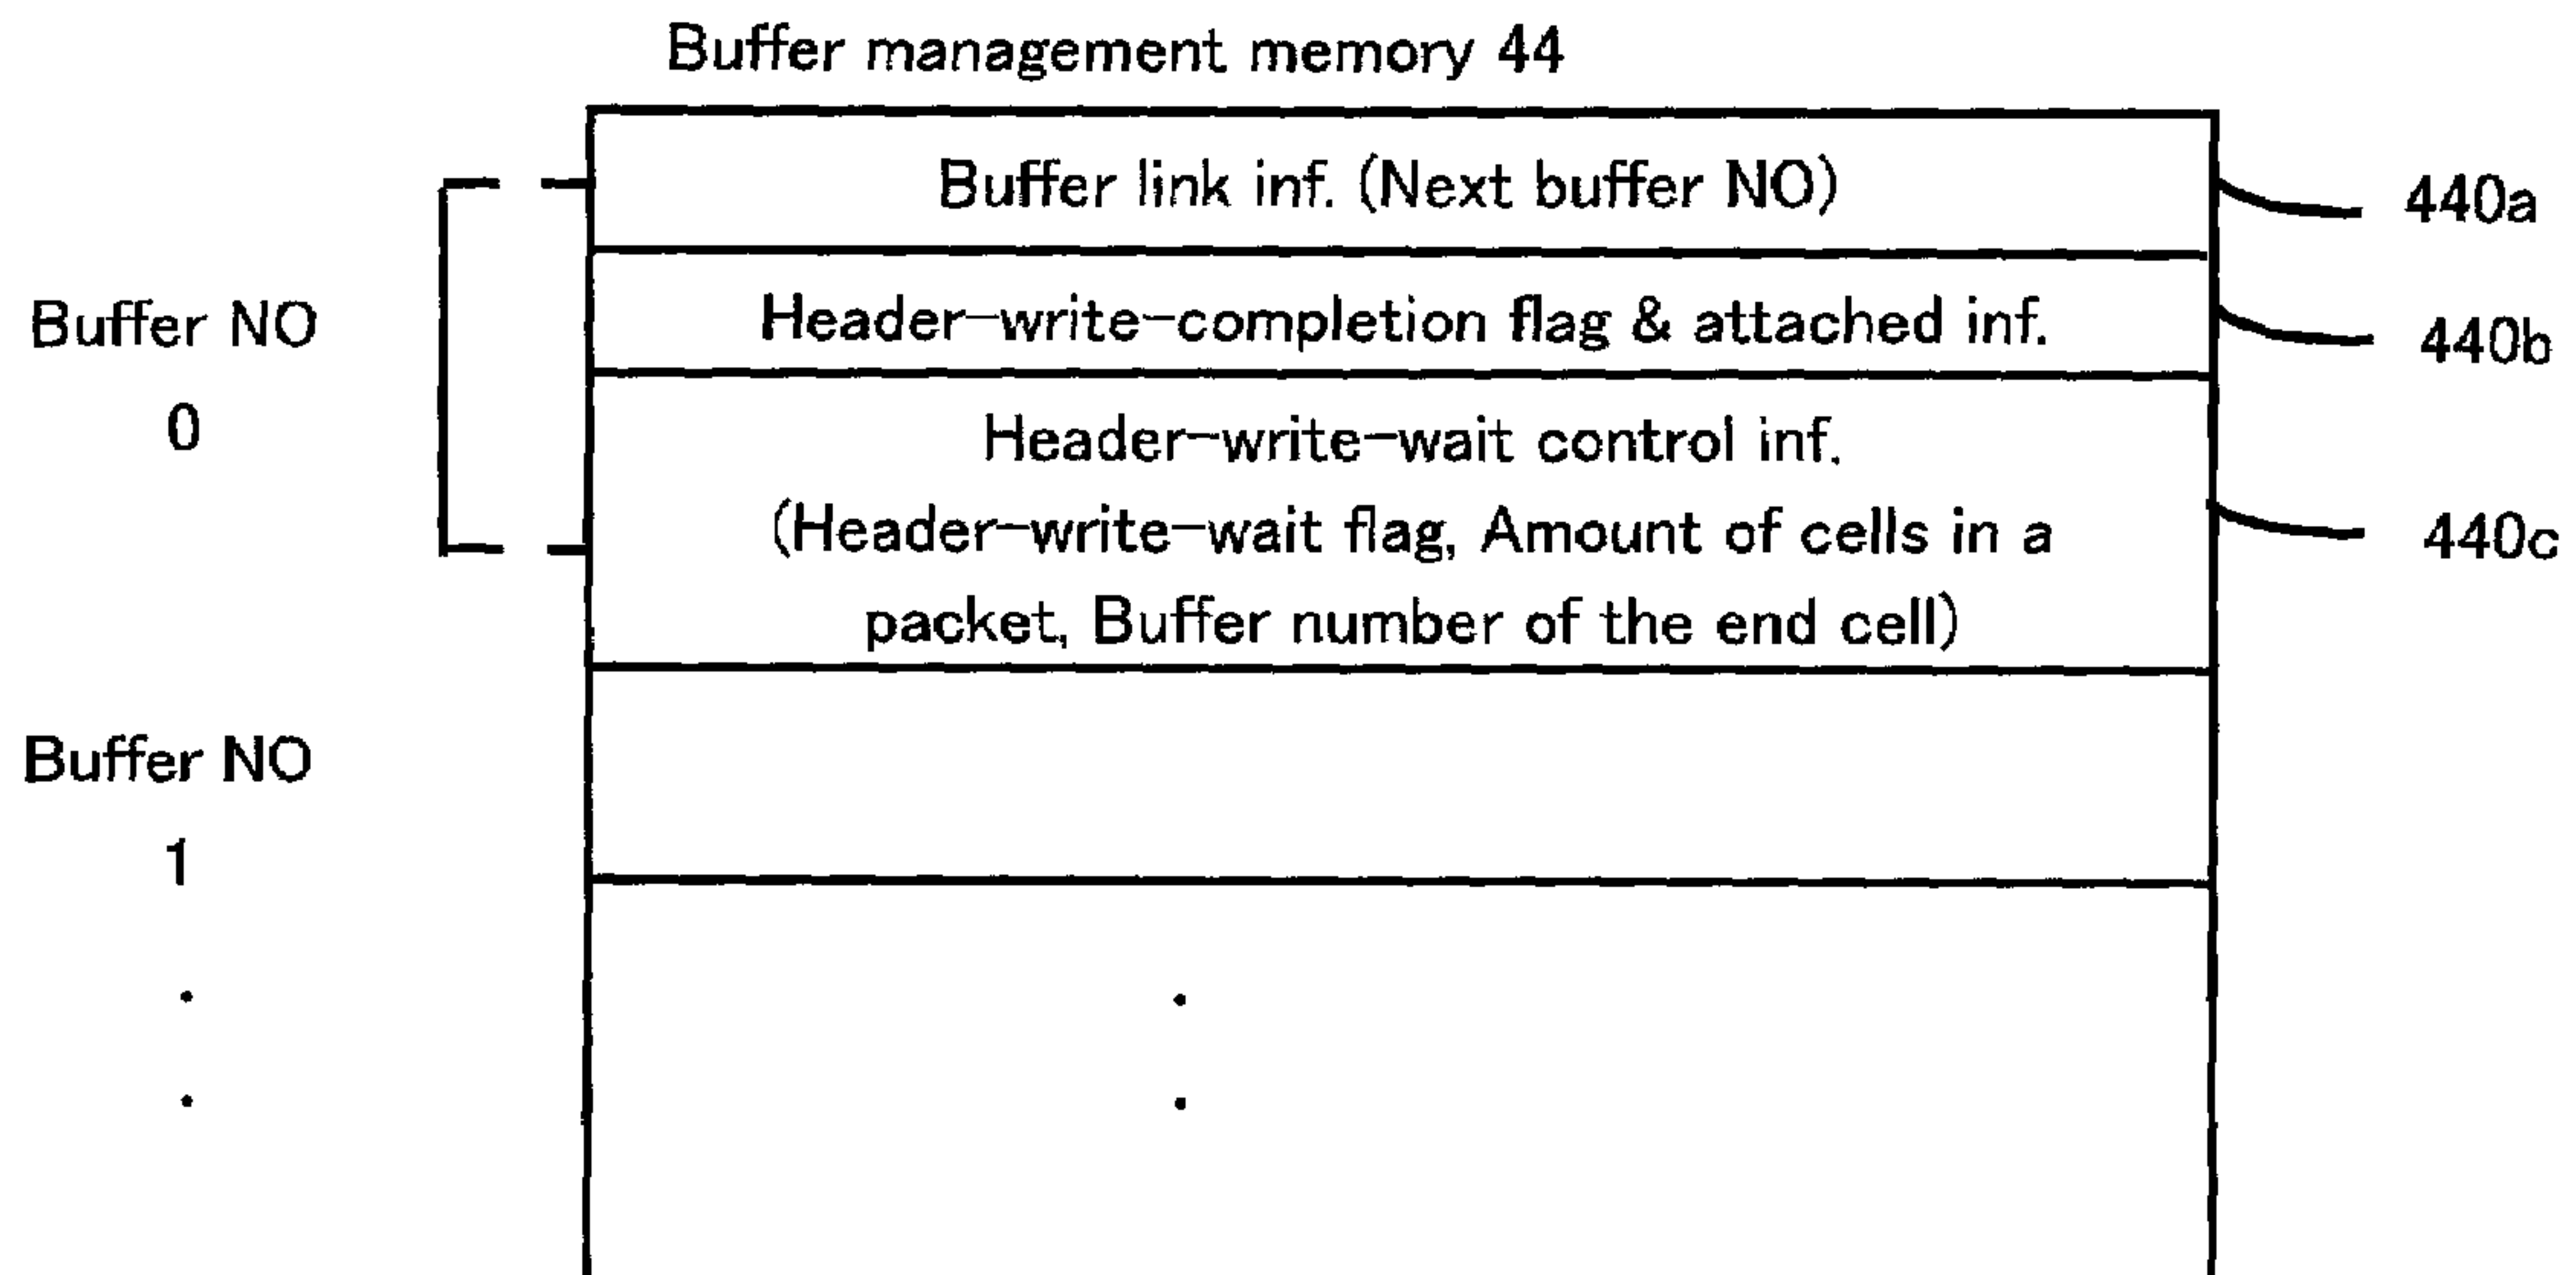 Buffer management memory 44
Buffer link inf. (Next buffer NO)
440a
Buffer NO
0
Header-write-completion flag & attached inf.
440b
Header-write-wait control inf.
(Header-write-wait flag, Amount of cells in a
packet, Buffer number of the end cell)
440c
Buffer NO
1